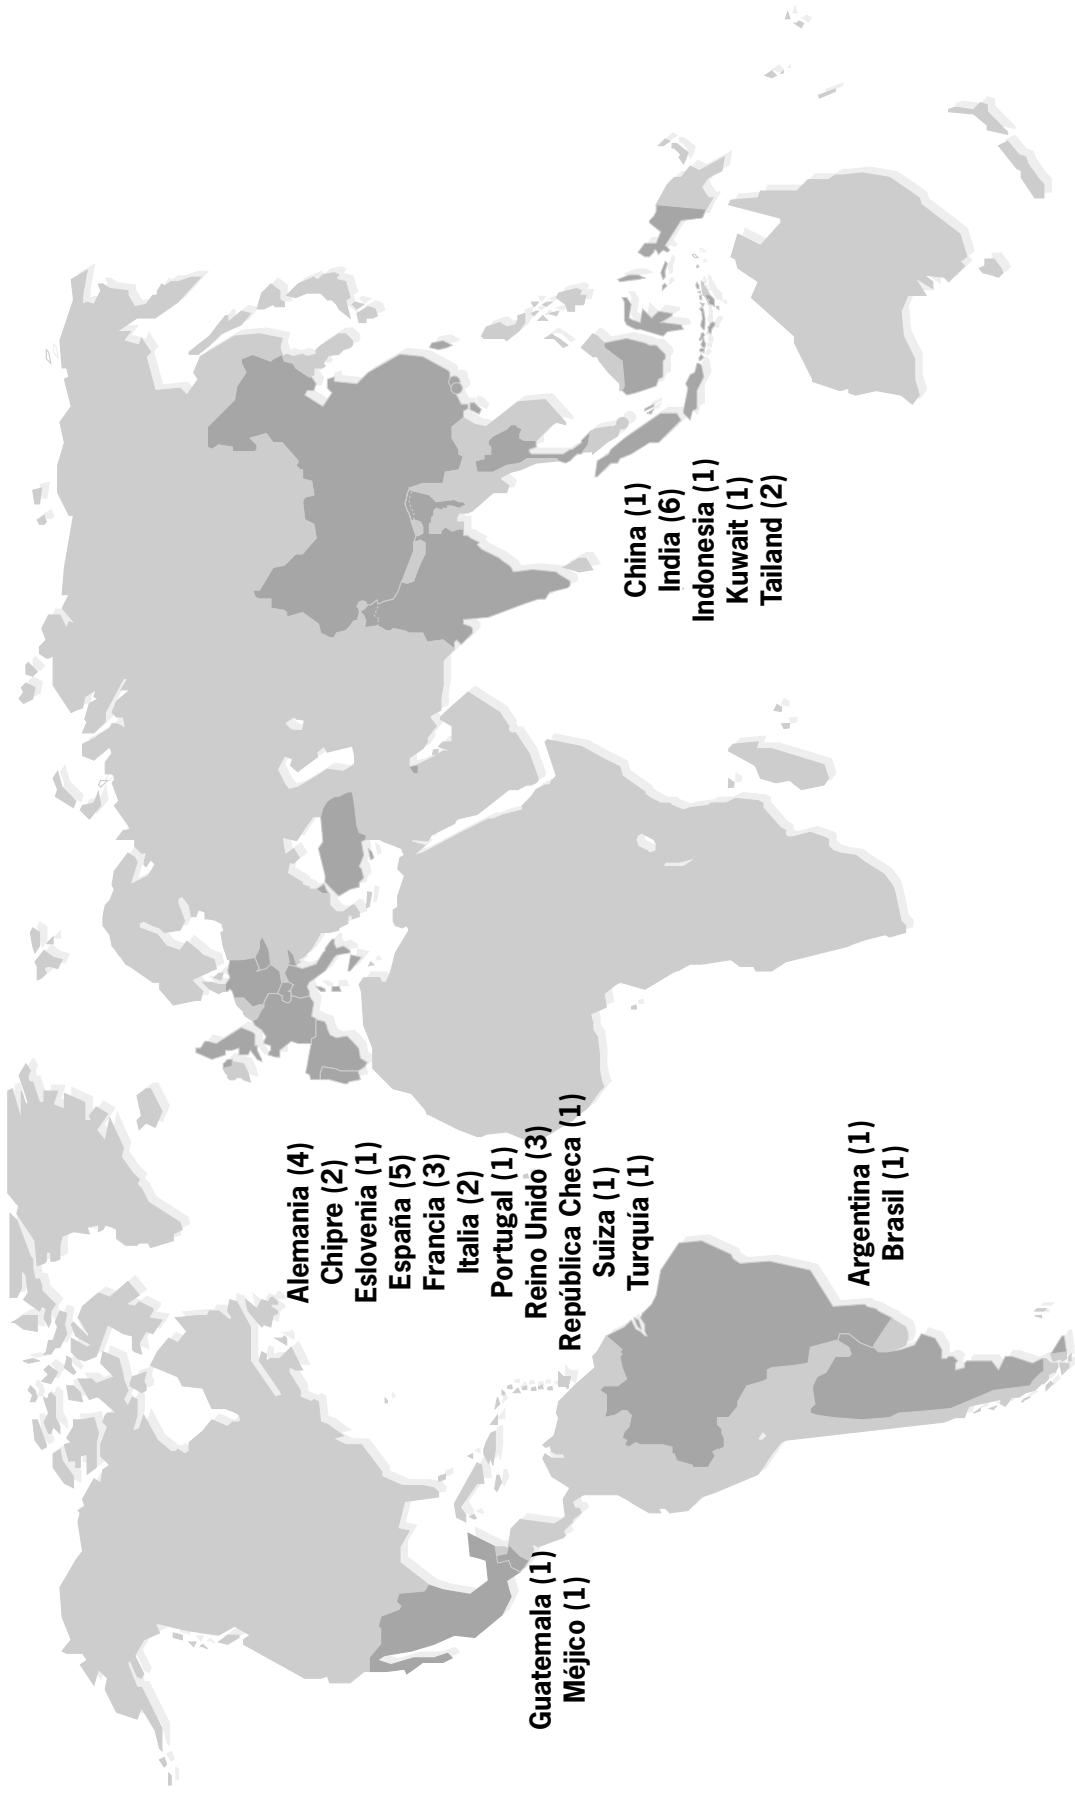 Guatemala (1)
Méjico (1)
Alemania (4)
Chipre (2)
Eslovenia (1)
España (5)
Francia (3)
Italia (2)
Portugal (1)
Reino Unido (3)
República Checa (1)
Suiza (1)
Turquía (1)
Argentina (1)
Brasil (1)
China (1)
India (6)
Indonesia (1)
Kuwait (1)
Tailand (2)